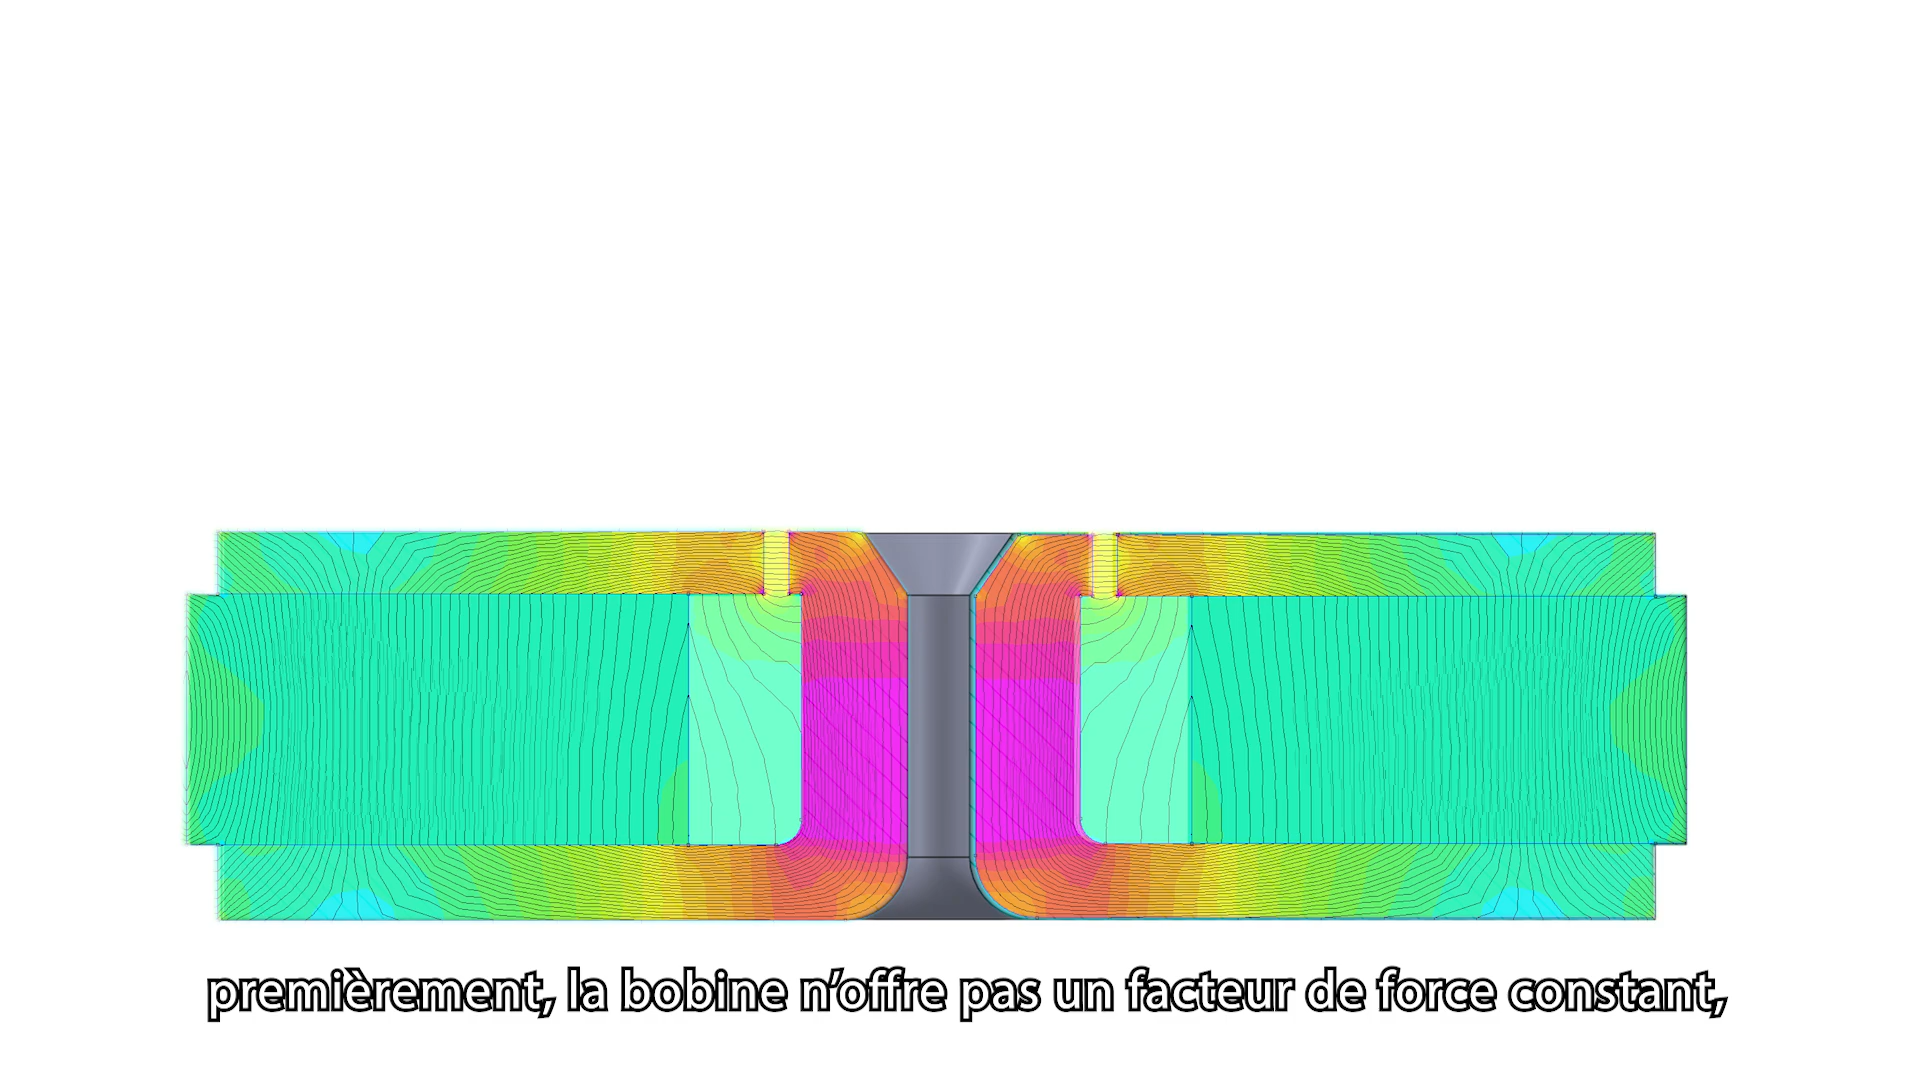 premièrement, la bobine n’offre pas un facteur de force constant,